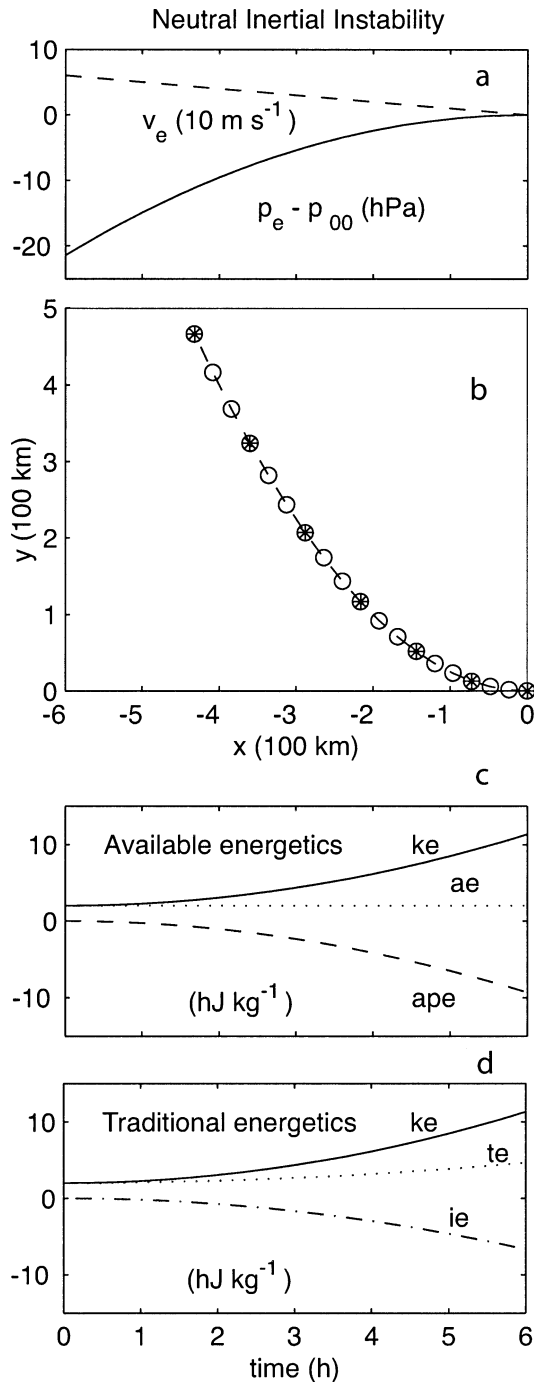 Neutral Inertial Instability
10
0
-10
-20
a
v_e (10 m s^-1)
p_e - p_00 (hPa)
5
4
3
2
1
0
b
y (100 km)
-6 -5 -4 -3 -2 -1 0
x (100 km)
c
10
0
-10
Available energetics
ke
ae
ape
(hJ kg^-1)
d
10
0
-10
Traditional energetics
ke
te
ie
(hJ kg^-1)
0 1 2 3 4 5 6
time (h)